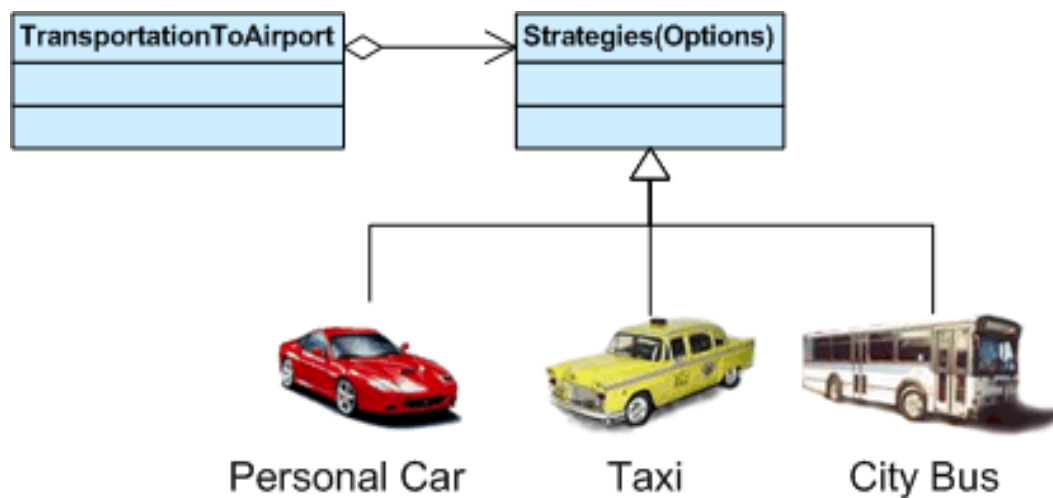 TransportationToAirport
Strategies(Options)
Personal Car
Taxi
City Bus